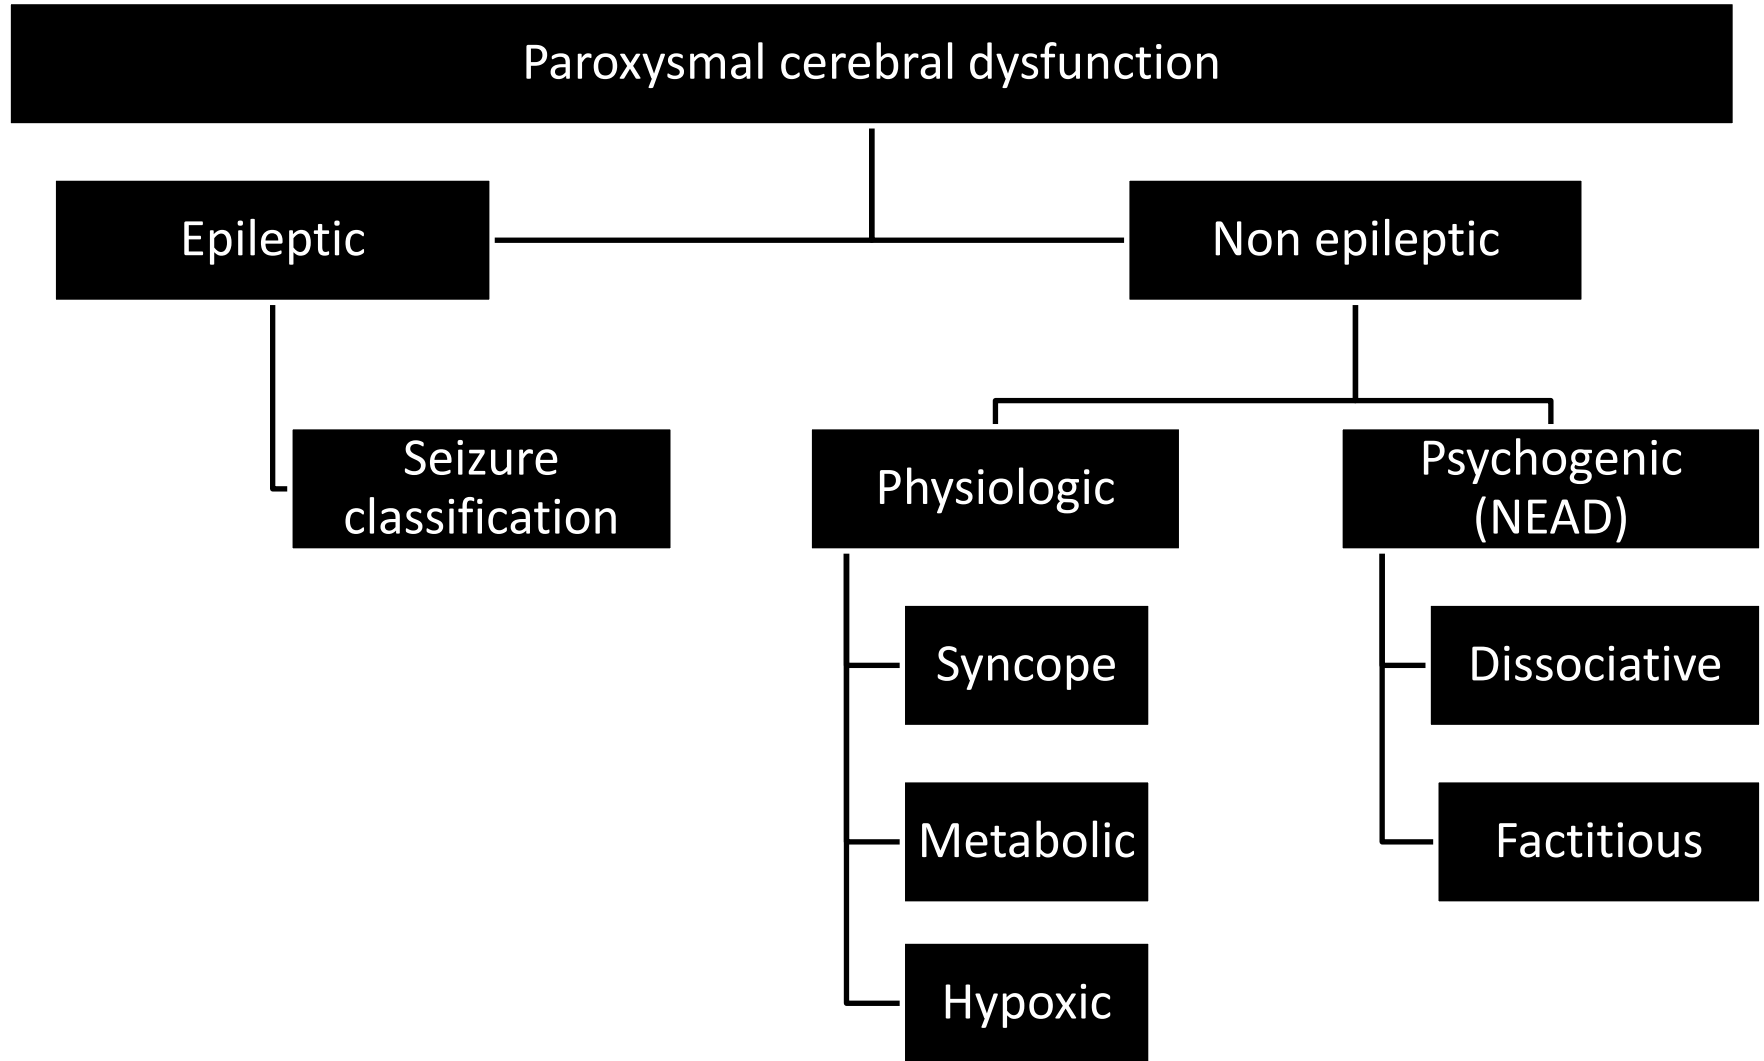 Paroxysmal cerebral dysfunction
Epileptic
Non epileptic
Seizure
classification
Physiologic
Psychogenic
(NEAD)
Syncope
Dissociative
Metabolic
Factitious
Hypoxic